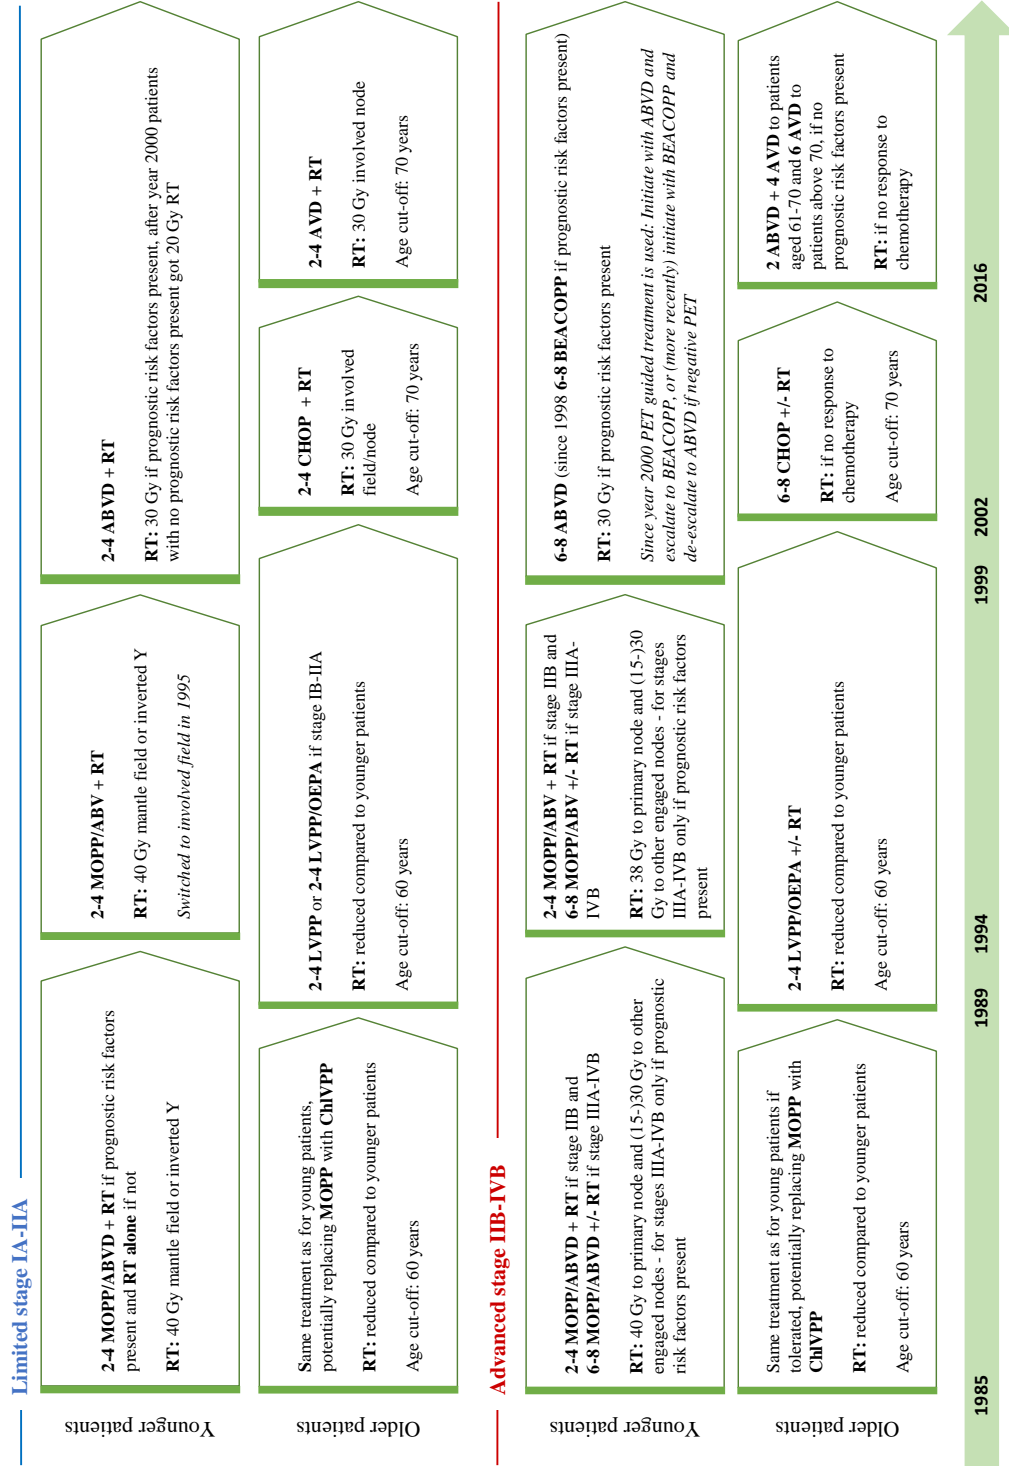 Limited stage IA-IIA
Younger patients
2-4 MOPP/ABVD + RT if prognostic risk factors
present and RT alone if not
RT: 40 Gy mantle field or inverted Y
2-4 MOPP/ABV + RT
RT: 40 Gy mantle field or inverted Y
Switched to involved field in 1995
2-4 ABVD + RT
RT: 30 Gy if prognostic risk factors present, after year 2000 patients
with no prognostic risk factors present got 20 Gy RT
Older patients
Same treatment as for young patients,
potentially replacing MOPP with ChlVPP
RT: reduced compared to younger patients
Age cut-off: 60 years
2-4 LVPP or 2-4 LVPP/OEPA if stage IB-IIA
RT: reduced compared to younger patients
Age cut-off: 60 years
2-4 CHOP + RT
RT: 30 Gy involved
field/node
Age cut-off: 70 years
2-4 AVD + RT
RT: 30 Gy involved node
Age cut-off: 70 years
Advanced stage IIB-IVB
Younger patients
2-4 MOPP/ABVD + RT if stage IIB and
6-8 MOPP/ABVD +/- RT if stage IIIA-IVB
RT: 40 Gy to primary node and (15-)30 Gy to other
engaged nodes - for stages IIIA-IVB only if prognostic
risk factors present
2-4 MOPP/ABV + RT if stage IIB and
6-8 MOPP/ABV +/- RT if stage IIIA-
IVB
RT: 38 Gy to primary node and (15-)30
Gy to other engaged nodes - for stages
IIIA-IVB only if prognostic risk factors
present
6-8 ABVD (since 1998 6-8 BEACOPP if prognostic risk factors present)
RT: 30 Gy if prognostic risk factors present
Since year 2000 PET guided treatment is used: Initiate with ABVD and
escalate to BEACOPP, or (more recently) initiate with BEACOPP and
de-escalate to ABVD if negative PET
Older patients
Same treatment as for young patients if
tolerated, potentially replacing MOPP with
ChlVPP
RT: reduced compared to younger patients
Age cut-off: 60 years
2-4 LVPP/OEPA +/- RT
RT: reduced compared to younger patients
Age cut-off: 60 years
6-8 CHOP +/- RT
RT: if no response to
chemotherapy
Age cut-off: 70 years
2 ABVD + 4 AVD to patients
aged 61-70 and 6 AVD to
patients above 70, if no
prognostic risk factors present
RT: if no response to
chemotherapy
1985
1989
1994
1999
2002
2016